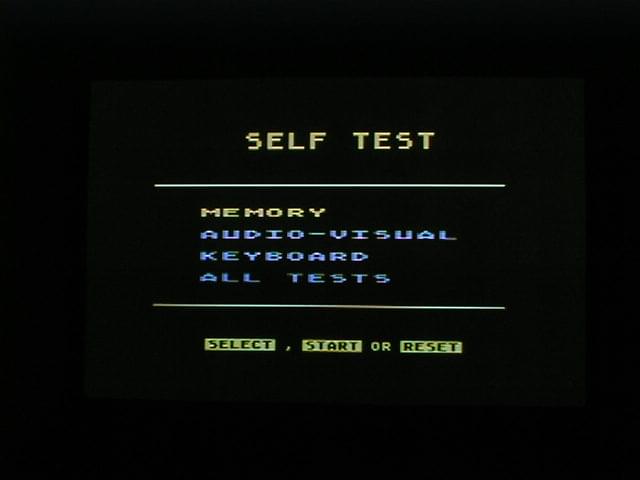 SELF TEST
MEMORY
AUDIO-VISUAL
KEYBOARD
ALL TESTS
SELECT , START OR RESET